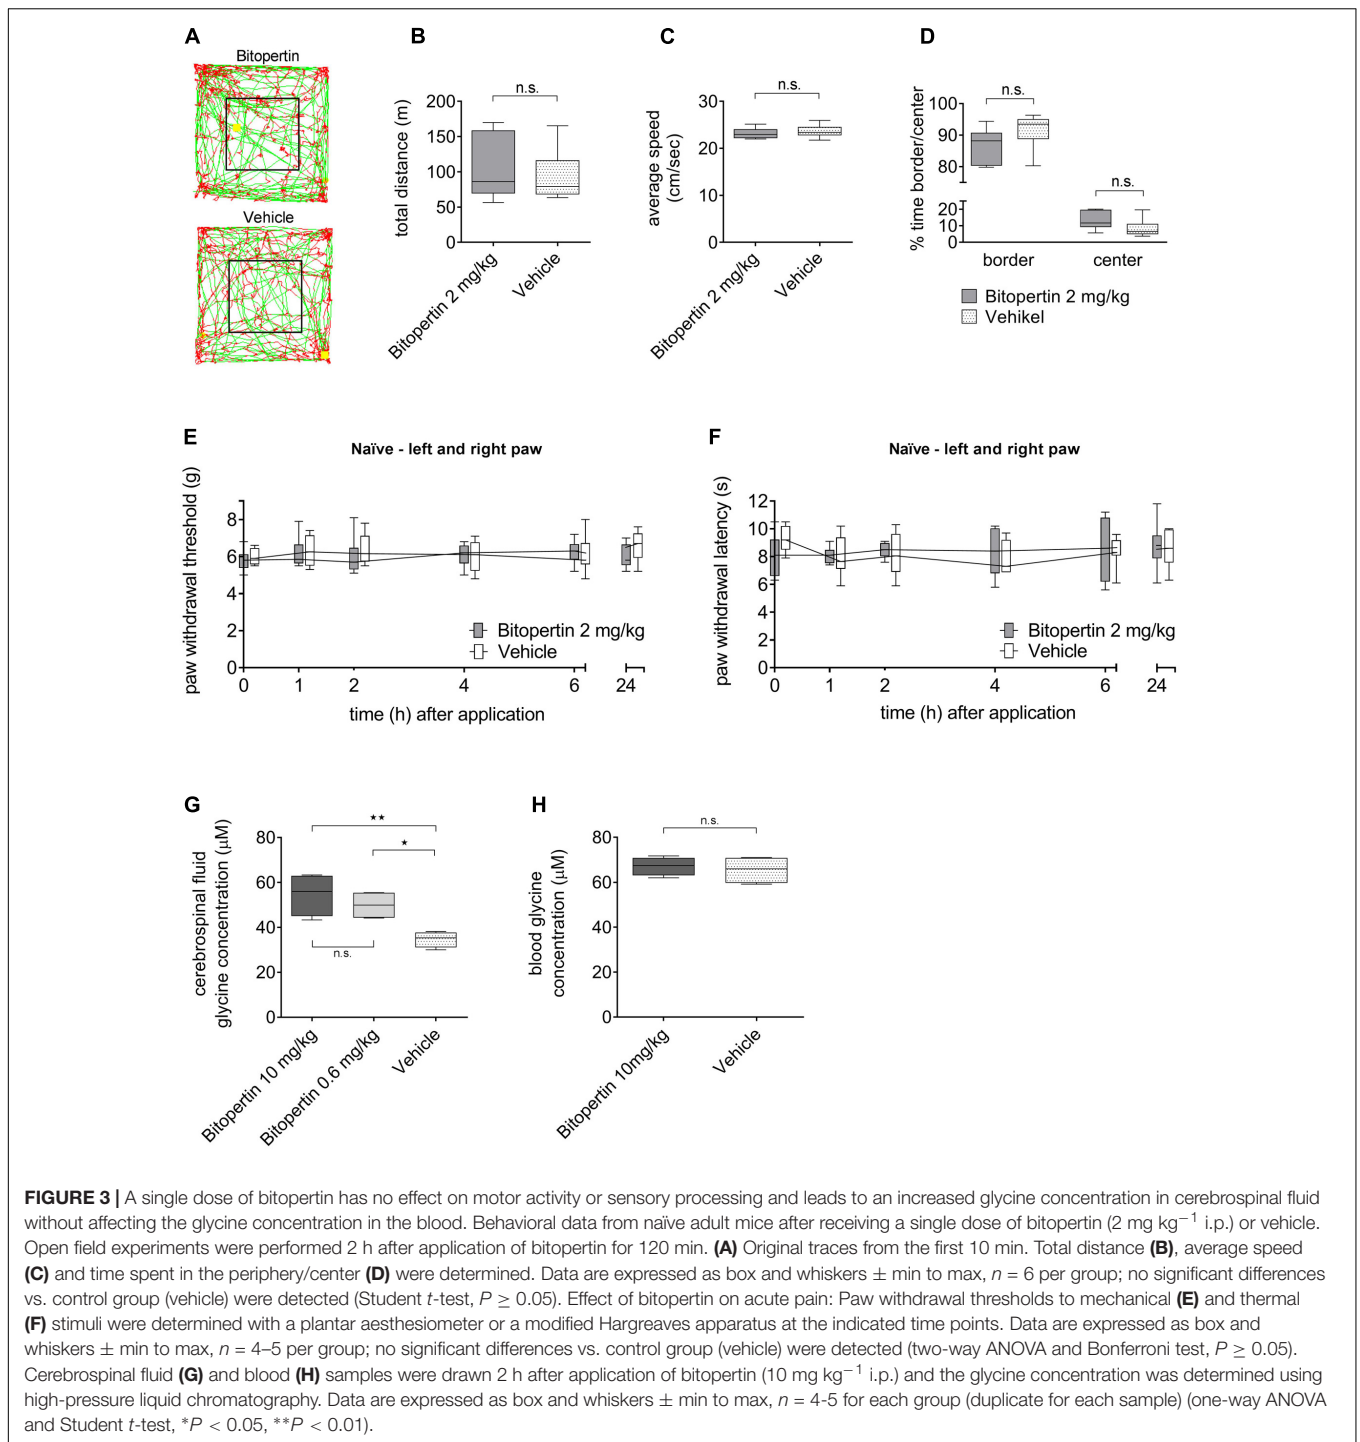 A
Bitopertin
Vehicle
B
n.s.
total distance (m)
200
150
100
50
0
Bitopertin 2 mg/kg
Vehicle
C
n.s.
average speed
(cm/sec)
30
20
10
0
Bitopertin 2 mg/kg
Vehicle
D
n.s.
n.s.
% time border/center
100
90
80
20
10
0
border
center
Bitopertin 2 mg/kg
Vehikel
E
Naïve - left and right paw
paw withdrawal threshold (g)
8
6
4
2
0
Bitopertin 2 mg/kg
Vehicle
0 1 2 4 6 24
time (h) after application
F
Naïve - left and right paw
paw withdrawal latency (s)
12
10
8
6
4
2
0
Bitopertin 2 mg/kg
Vehicle
0 1 2 4 6 24
time (h) after application
G
★★
★
n.s.
cerebrospinal fluid
glycine concentration (µM)
80
60
40
20
0
Bitopertin 10 mg/kg
Bitopertin 0.6 mg/kg
Vehicle
H
n.s.
blood glycine
concentration (µM)
80
60
40
20
0
Bitopertin 10mg/kg
Vehicle
FIGURE 3 | A single dose of bitopertin has no effect on motor activity or sensory processing and leads to an increased glycine concentration in cerebrospinal fluid
without affecting the glycine concentration in the blood. Behavioral data from naïve adult mice after receiving a single dose of bitopertin (2 mg kg⁻¹ i.p.) or vehicle.
Open field experiments were performed 2 h after application of bitopertin for 120 min. (A) Original traces from the first 10 min. Total distance (B), average speed
(C) and time spent in the periphery/center (D) were determined. Data are expressed as box and whiskers ± min to max, n = 6 per group; no significant differences
vs. control group (vehicle) were detected (Student t-test, P ≥ 0.05). Effect of bitopertin on acute pain: Paw withdrawal thresholds to mechanical (E) and thermal
(F) stimuli were determined with a plantar aesthesiometer or a modified Hargreaves apparatus at the indicated time points. Data are expressed as box and
whiskers ± min to max, n = 4–5 per group; no significant differences vs. control group (vehicle) were detected (two-way ANOVA and Bonferroni test, P ≥ 0.05).
Cerebrospinal fluid (G) and blood (H) samples were drawn 2 h after application of bitopertin (10 mg kg⁻¹ i.p.) and the glycine concentration was determined using
high-pressure liquid chromatography. Data are expressed as box and whiskers ± min to max, n = 4-5 for each group (duplicate for each sample) (one-way ANOVA
and Student t-test, *P < 0.05, **P < 0.01).